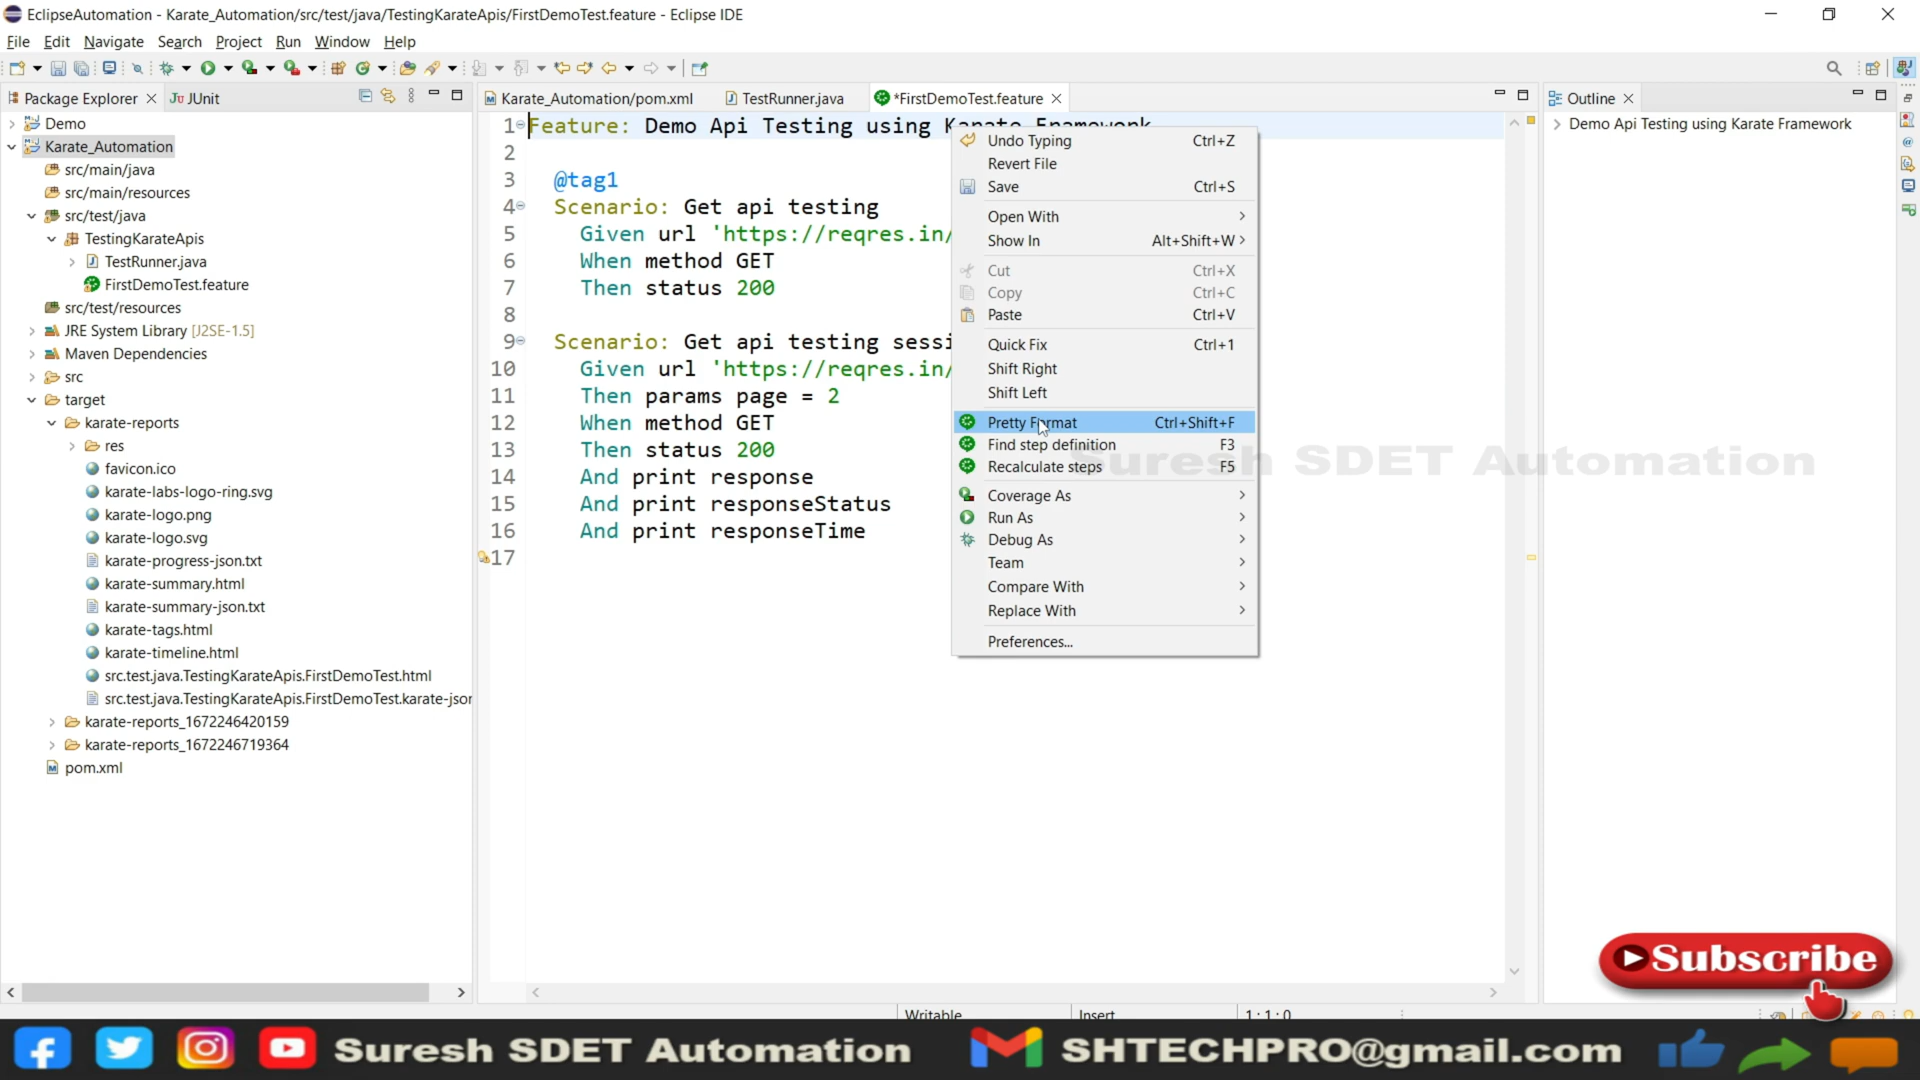 EclipseAutomation - Karate_Automation/src/test/java/TestingKarateApis/FirstDemoTest.feature - Eclipse IDE
File Edit Navigate Search Project Run Window Help
Package Explorer
JUnit
Demo
Karate_Automation
src/main/java
src/main/resources
src/test/java
TestingKarateApis
TestRunner.java
FirstDemoTest.feature
src/test/resources
JRE System Library [J2SE-1.5]
Maven Dependencies
src
target
karate-reports
res
favicon.ico
karate-labs-logo-ring.svg
karate-logo.png
karate-logo.svg
karate-progress-json.txt
karate-summary.html
karate-summary-json.txt
karate-tags.html
karate-timeline.html
src.test.java.TestingKarateApis.FirstDemoTest.html
src.test.java.TestingKarateApis.FirstDemoTest.karate-jsor
karate-reports_1672246420159
karate-reports_1672246719364
pom.xml
Karate_Automation/pom.xml
TestRunner.java
*FirstDemoTest.feature
1 Feature: Demo Api Testing using Karate Framework
2
3 @tag1
4 Scenario: Get api testing
5 Given url 'https://reqres.in/
6 When method GET
7 Then status 200
8
9 Scenario: Get api testing sessi
10 Given url 'https://reqres.in/
11 Then params page = 2
12 When method GET
13 Then status 200
14 And print response
15 And print responseStatus
16 And print responseTime
17
Undo Typing Ctrl+Z
Revert File
Save Ctrl+S
Open With
Show In Alt+Shift+W
Cut Ctrl+X
Copy Ctrl+C
Paste Ctrl+V
Quick Fix Ctrl+1
Shift Right
Shift Left
Pretty Format Ctrl+Shift+F
Find step definition F3
Recalculate steps F5
Coverage As
Run As
Debug As
Team
Compare With
Replace With
Preferences...
Outline
Demo Api Testing using Karate Framework
Suresh SDET Automation
Subscribe
Writable Insert 1 : 1 : 0
Suresh SDET Automation
SHTECHPRO@gmail.com